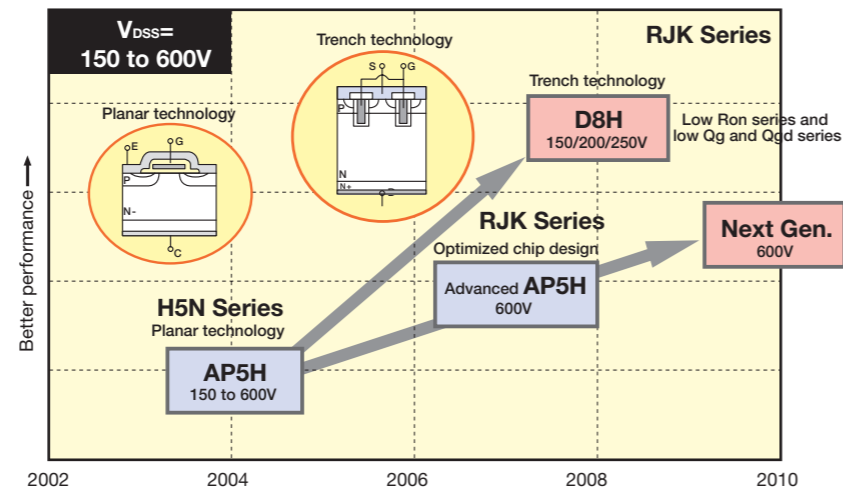 VDSS=
150 to 600V
RJK Series
Trench technology
S G
P
N
N+
Planar technology
E G
P
N-
C
Trench technology
D8H
150/200/250V
Low Ron series and
low Qg and Qgd series
RJK Series
Optimized chip design
Advanced AP5H
600V
Next Gen.
600V
H5N Series
Planar technology
AP5H
150 to 600V
Better performance
2002 2004 2006 2008 2010